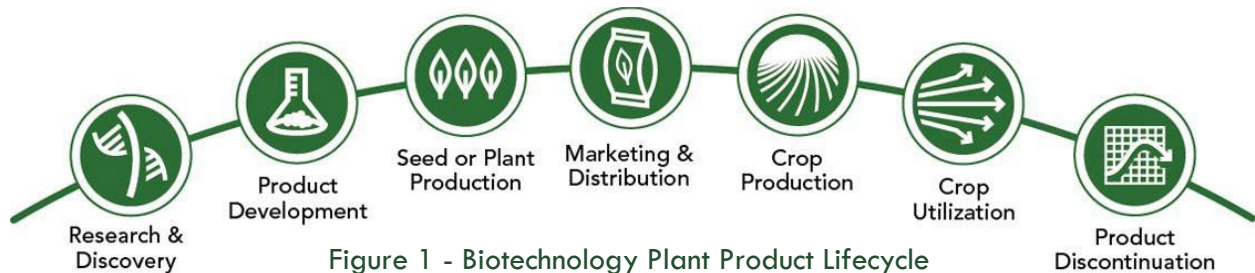 Research &
Discovery
Product
Development
Seed or Plant
Production
Marketing &
Distribution
Crop
Production
Crop
Utilization
Product
Discontinuation
Figure 1 - Biotechnology Plant Product Lifecycle